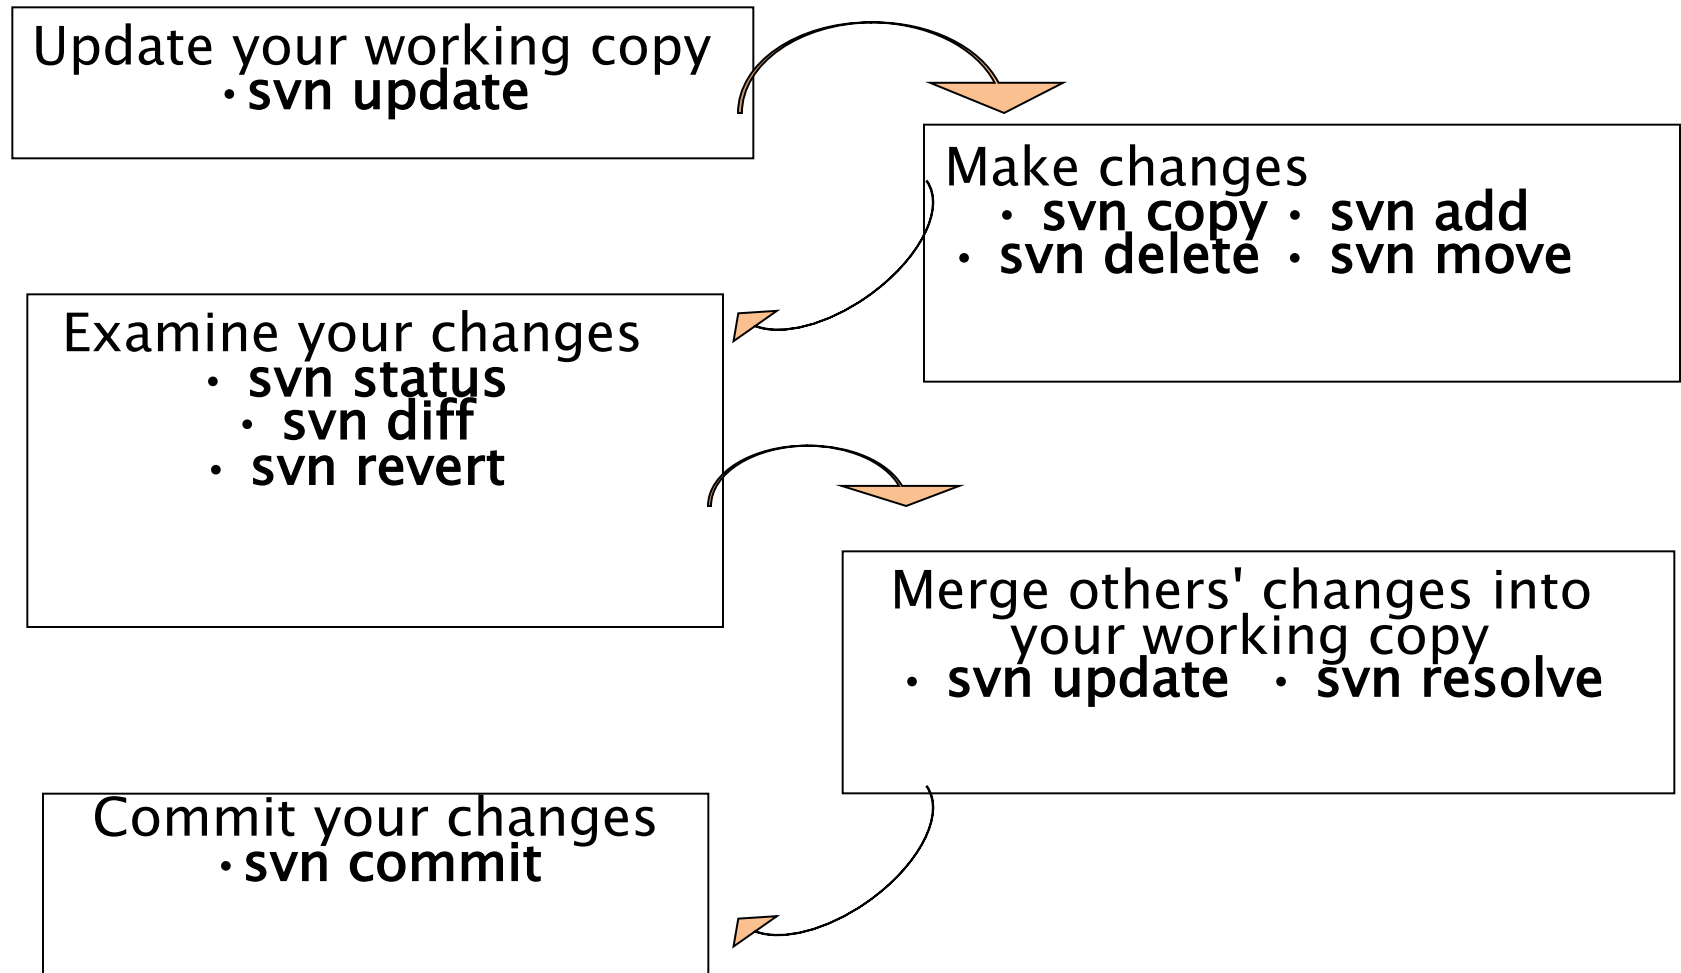 Update your working copy
• svn update
Make changes
• svn copy • svn add
• svn delete • svn move
Examine your changes
• svn status
• svn diff
• svn revert
Merge others' changes into
your working copy
• svn update • svn resolve
Commit your changes
• svn commit